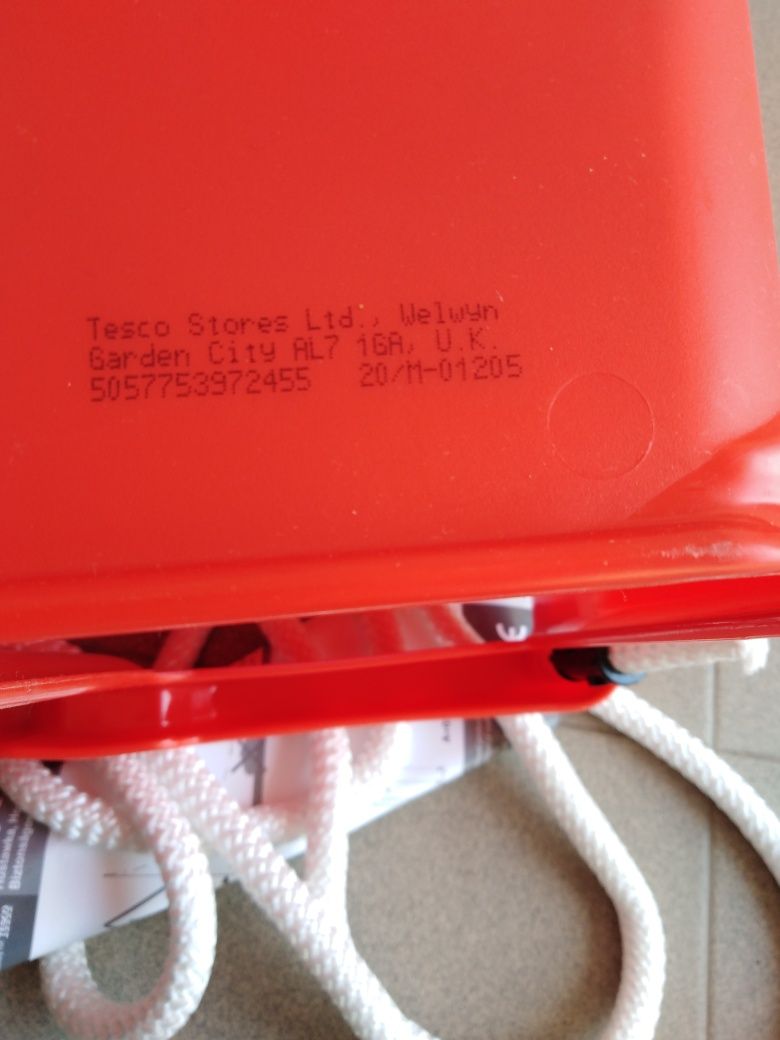 Tesco Stores Ltd., Welwyn
Garden City AL7 1GA, U.K.
5057753972455 20/M-01205